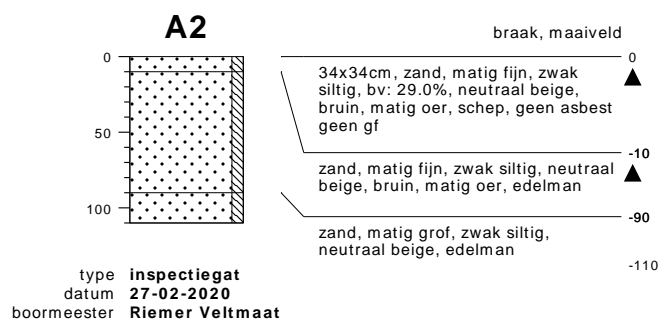 A2
braak, maaiveld
0
50
100
0
34x34cm, zand, matig fijn, zwak
siltig, bv: 29.0%, neutraal beige,
bruin, matig oer, schep, geen asbest
geen gf
-10
zand, matig fijn, zwak siltig, neutraal
beige, bruin, matig oer, edelman
-90
zand, matig grof, zwak siltig,
neutraal beige, edelman
-110
type inspectiegat
datum 27-02-2020
boormeester Riemer Veltmaat